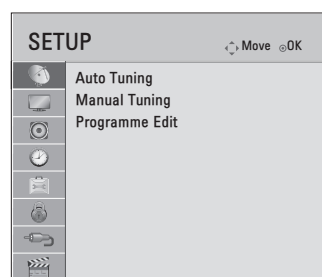 SETUP
Move OK
Auto Tuning
Manual Tuning
Programme Edit